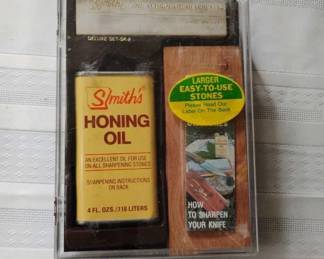 DELUXE SET-SK 8
LARGER
EASY-TO-USE
STONES
Please Read Our
Label On The Back
Smith's
HONING
OIL
AN EXCELLENT OIL FOR USE
ON ALL SHARPENING STONES
SHARPENING INSTRUCTIONS
ON BACK
4 FL. OZS./118 LITERS
HOW
TO SHARPEN
YOUR KNIFE